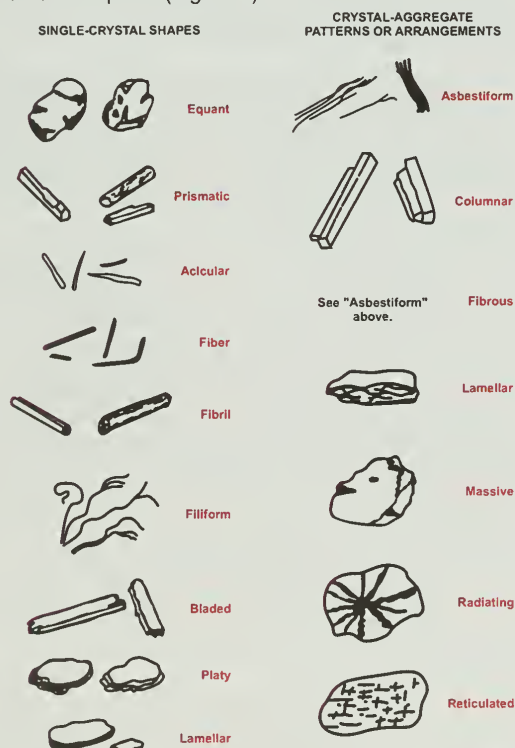 SINGLE-CRYSTAL SHAPES
Equant
Prismatic
Acicular
Fiber
Fibril
Filiform
Bladed
Platy
Lamellar
CRYSTAL-AGGREGATE
PATTERNS OR ARRANGEMENTS
Asbestiform
Columnar
See "Asbestiform"
above.
Fibrous
Lamellar
Massive
Radiating
Reticulated